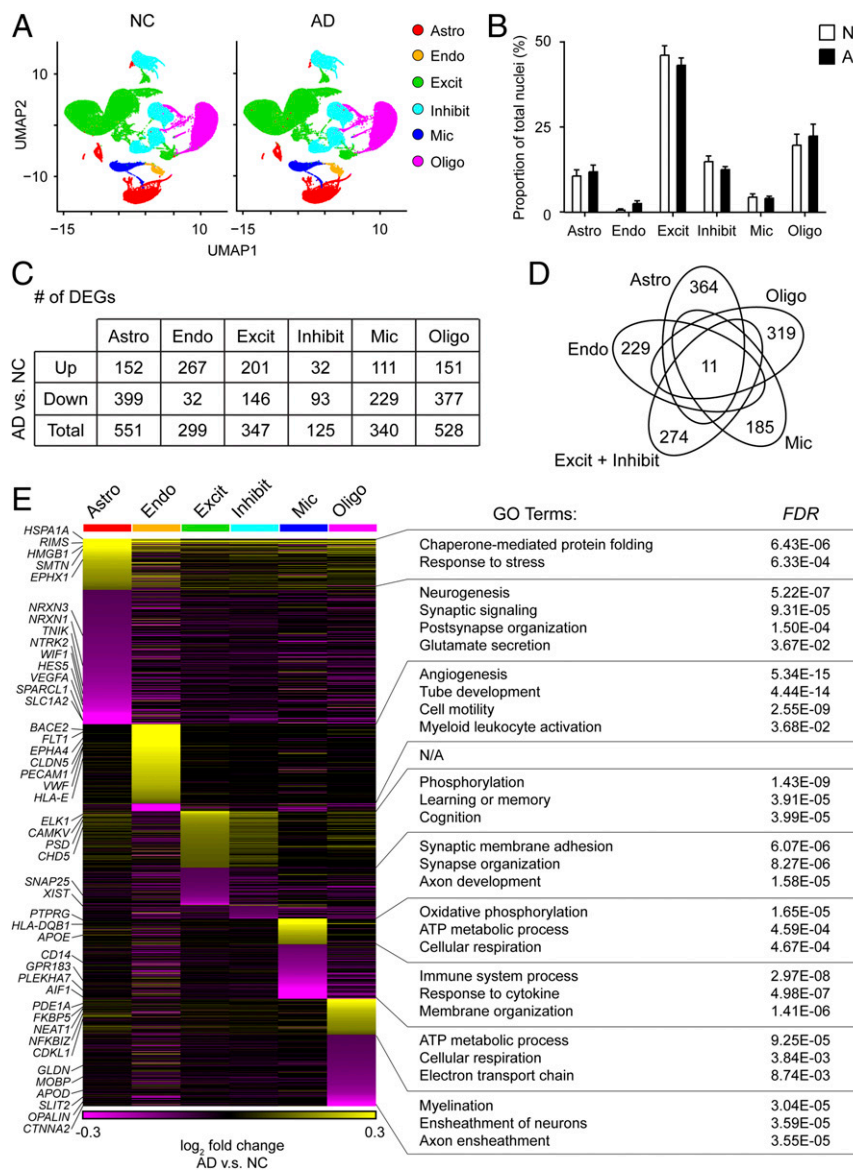 A
NC
AD
Astro
Endo
Excit
Inhibit
Mic
Oligo
UMAP2
10
−10
−15
10
−15
10
UMAP1
B
N
A
Proportion of total nuclei (%)
50
25
0
Astro Endo Excit Inhibit Mic Oligo
C
# of DEGs
AD vs. NC
Astro Endo Excit Inhibit Mic Oligo
Up 152 267 201 32 111 151
Down 399 32 146 93 229 377
Total 551 299 347 125 340 528
D
Astro
364
Oligo
319
Endo
229
11
185
Mic
274
Excit + Inhibit
E
Astro Endo Excit Inhibit Mic Oligo
HSPA1A
RIMS
HMGB1
SMTN
EPHX1
NRXN3
NRXN1
TNIK
NTRK2
WIF1
HES5
VEGFA
SPARCL1
SLC1A2
BACE2
FLT1
EPHA4
CLDN5
PECAM1
VWF
HLA-E
ELK1
CAMKV
PSD
CHD5
SNAP25
XIST
PTPRG
HLA-DQB1
APOE
CD14
GPR183
PLEKHA7
AIF1
PDE1A
FKBP5
NEAT1
NFKBIZ
CDKL1
GLDN
MOBP
APOD
SLIT2
OPALIN
CTNNA2
-0.3
0.3
log2 fold change
AD v.s. NC
GO Terms: FDR
Chaperone-mediated protein folding 6.43E-06
Response to stress 6.33E-04
Neurogenesis 5.22E-07
Synaptic signaling 9.31E-05
Postsynapse organization 1.50E-04
Glutamate secretion 3.67E-02
Angiogenesis 5.34E-15
Tube development 4.44E-14
Cell motility 2.55E-09
Myeloid leukocyte activation 3.68E-02
N/A
Phosphorylation 1.43E-09
Learning or memory 3.91E-05
Cognition 3.99E-05
Synaptic membrane adhesion 6.07E-06
Synapse organization 8.27E-06
Axon development 1.58E-05
Oxidative phosphorylation 1.65E-05
ATP metabolic process 4.59E-04
Cellular respiration 4.67E-04
Immune system process 2.97E-08
Response to cytokine 4.98E-07
Membrane organization 1.41E-06
ATP metabolic process 9.25E-05
Cellular respiration 3.84E-03
Electron transport chain 8.74E-03
Myelination 3.04E-05
Ensheathment of neurons 3.59E-05
Axon ensheathment 3.55E-05